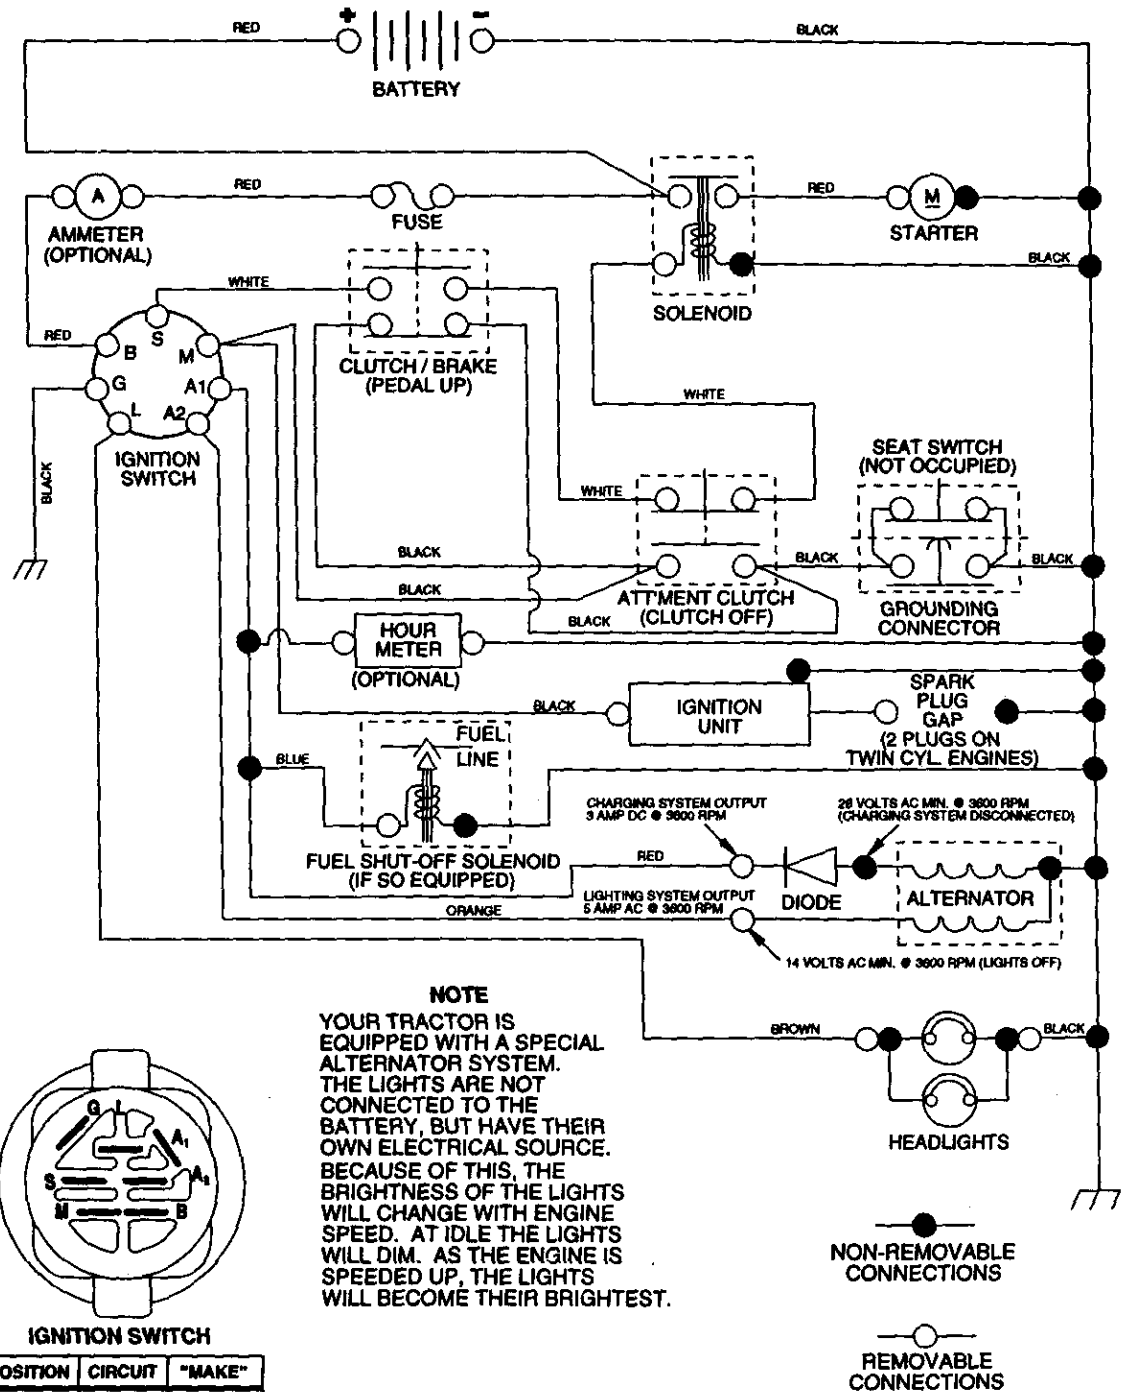 +
-
RED
BLACK
BATTERY
A
RED
FUSE
RED
M
STARTER
AMMETER
(OPTIONAL)
BLACK
SOLENOID
WHITE
RED
S
B
M
G
A1
L
A2
CLUTCH / BRAKE
(PEDAL UP)
IGNITION
SWITCH
BLACK
WHITE
SEAT SWITCH
(NOT OCCUPIED)
WHITE
BLACK
BLACK
BLACK
BLACK
ATT'MENT CLUTCH
(CLUTCH OFF)
GROUNDING
CONNECTOR
BLACK
HOUR
METER
(OPTIONAL)
BLACK
IGNITION
UNIT
SPARK
PLUG
GAP
(2 PLUGS ON
TWIN CYL. ENGINES)
BLUE
FUEL
LINE
FUEL SHUT-OFF SOLENOID
(IF SO EQUIPPED)
CHARGING SYSTEM OUTPUT
3 AMP DC @ 3600 RPM
28 VOLTS AC MIN. @ 3600 RPM
(CHARGING SYSTEM DISCONNECTED)
RED
DIODE
ALTERNATOR
LIGHTING SYSTEM OUTPUT
5 AMP AC @ 3600 RPM
ORANGE
14 VOLTS AC MIN. @ 3600 RPM (LIGHTS OFF)
BROWN
BLACK
HEADLIGHTS
NOTE
YOUR TRACTOR IS
EQUIPPED WITH A SPECIAL
ALTERNATOR SYSTEM.
THE LIGHTS ARE NOT
CONNECTED TO THE
BATTERY, BUT HAVE THEIR
OWN ELECTRICAL SOURCE.
BECAUSE OF THIS, THE
BRIGHTNESS OF THE LIGHTS
WILL CHANGE WITH ENGINE
SPEED. AT IDLE THE LIGHTS
WILL DIM. AS THE ENGINE IS
SPEEDED UP, THE LIGHTS
WILL BECOME THEIR BRIGHTEST.
G L
A1
S
A2
M
B
IGNITION SWITCH
OSITION CIRCUIT "MAKE"
NON-REMOVABLE
CONNECTIONS
REMOVABLE
CONNECTIONS